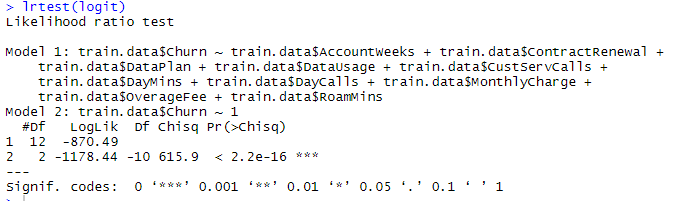 > lrtest(logit)
Likelihood ratio test

Model 1: train.data$Churn ~ train.data$AccountWeeks + train.data$ContractRenewal +
    train.data$DataPlan + train.data$DataUsage + train.data$CustServCalls +
    train.data$DayMins + train.data$DayCalls + train.data$MonthlyCharge +
    train.data$OverageFee + train.data$RoamMins
Model 2: train.data$Churn ~ 1
  #Df   LogLik  Df Chisq Pr(>Chisq)
1  12  -870.49
2   2 -1178.44 -10 615.9  < 2.2e-16 ***
---
Signif. codes:  0 ‘***’ 0.001 ‘**’ 0.01 ‘*’ 0.05 ‘.’ 0.1 ‘ ’ 1
>